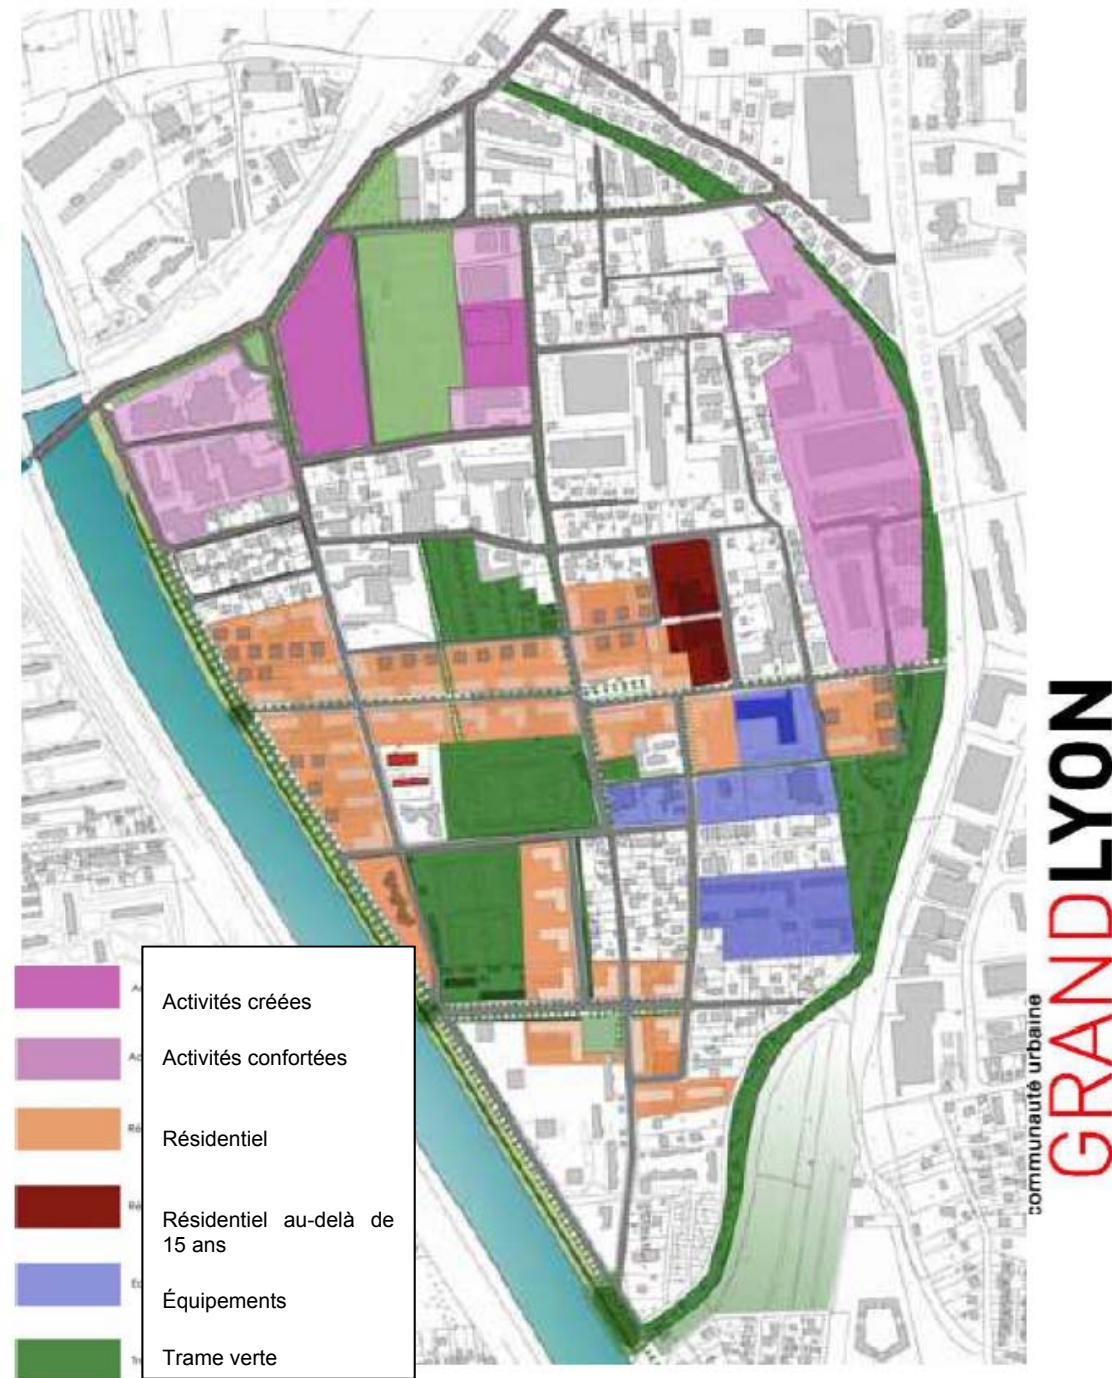 Activités créées
Activités confortées
Résidentiel
Résidentiel au-delà de
15 ans
Équipements
Trame verte
communauté urbaine
GRANDLYON